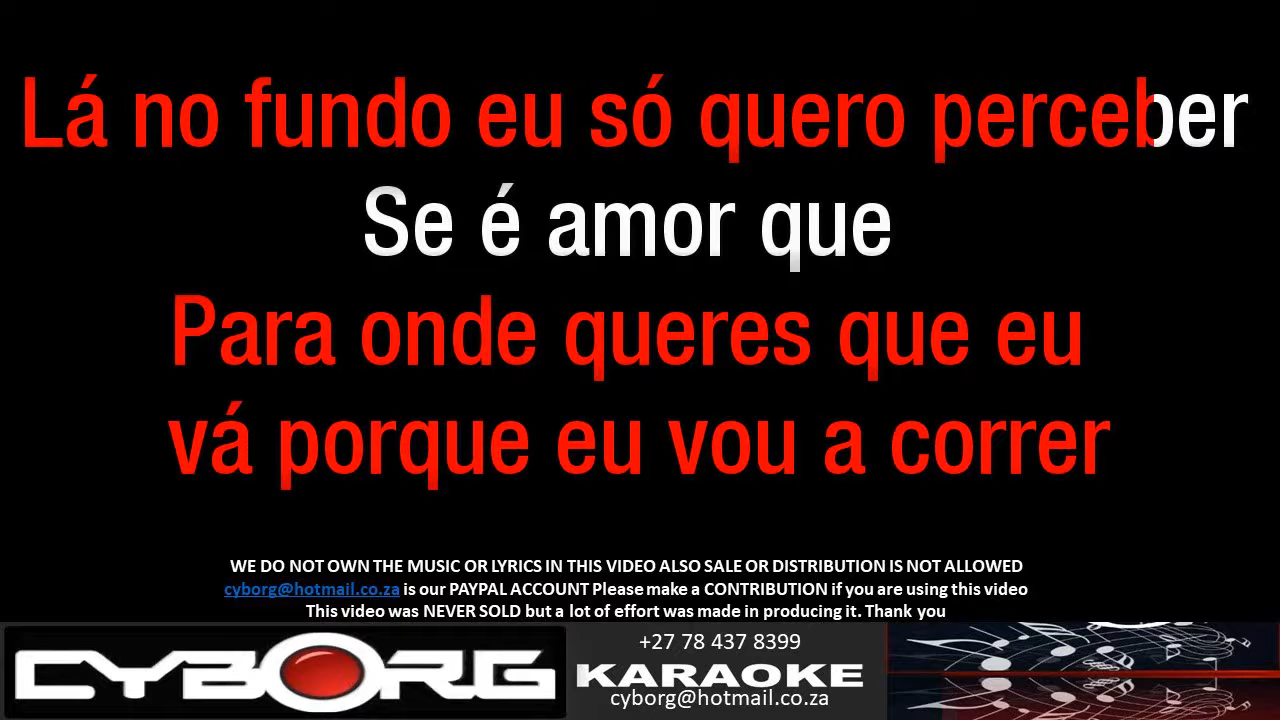 Lá no fundo eu só quero perceber
Se é amor que
Para onde queres que eu
vá porque eu vou a correr
WE DO NOT OWN THE MUSIC OR LYRICS IN THIS VIDEO ALSO SALE OR DISTRIBUTION IS NOT ALLOWED
cyborg@hotmail.co.za is our PAYPAL ACCOUNT Please make a CONTRIBUTION if you are using this video
This video was NEVER SOLD but a lot of effort was made in producing it. Thank you
CYBORG
+27 78 437 8399
KARAOKE
cyborg@hotmail.co.za